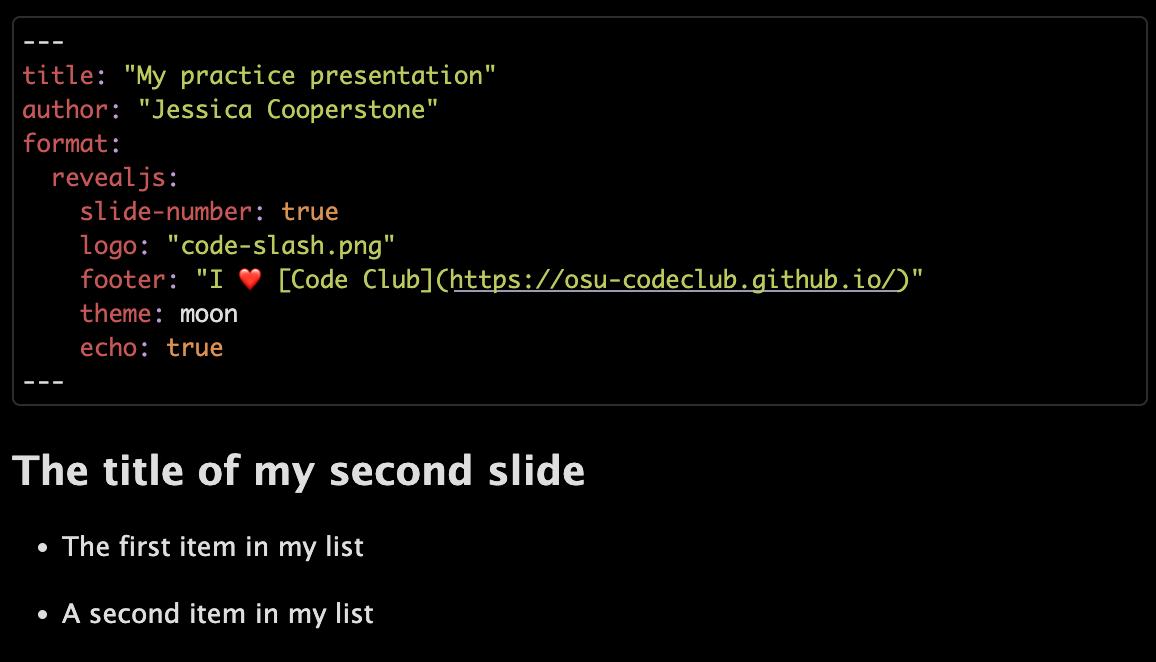 ---
title: "My practice presentation"
author: "Jessica Cooperstone"
format:
  revealjs:
    slide-number: true
    logo: "code-slash.png"
    footer: "I ❤️ [Code Club](https://osu-codeclub.github.io/)"
    theme: moon
    echo: true
---
The title of my second slide
• The first item in my list
• A second item in my list